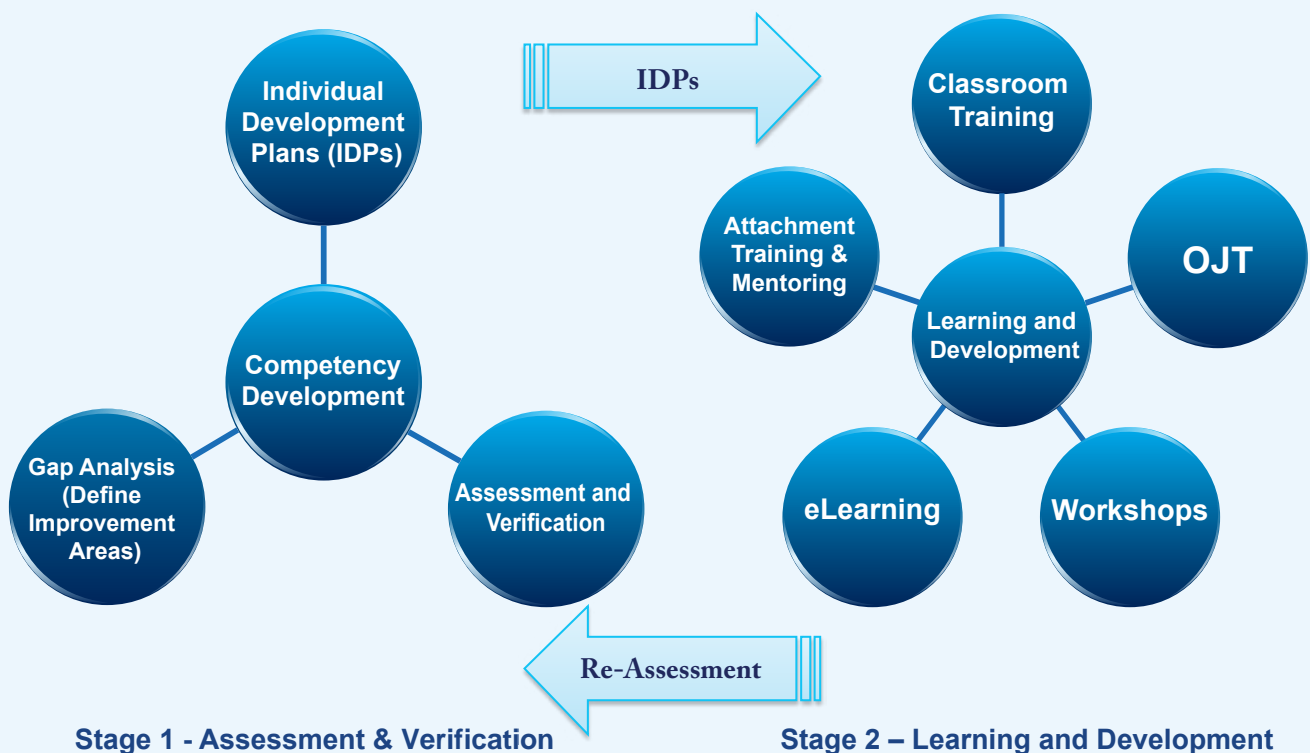 Individual
Development
Plans (IDPs)
Competency
Development
Gap Analysis
(Define
Improvement
Areas)
Assessment and
Verification
IDPs
Classroom
Training
Attachment
Training &
Mentoring
OJT
Learning and
Development
eLearning
Workshops
Re-Assessment
Stage 1 - Assessment & Verification
Stage 2 – Learning and Development